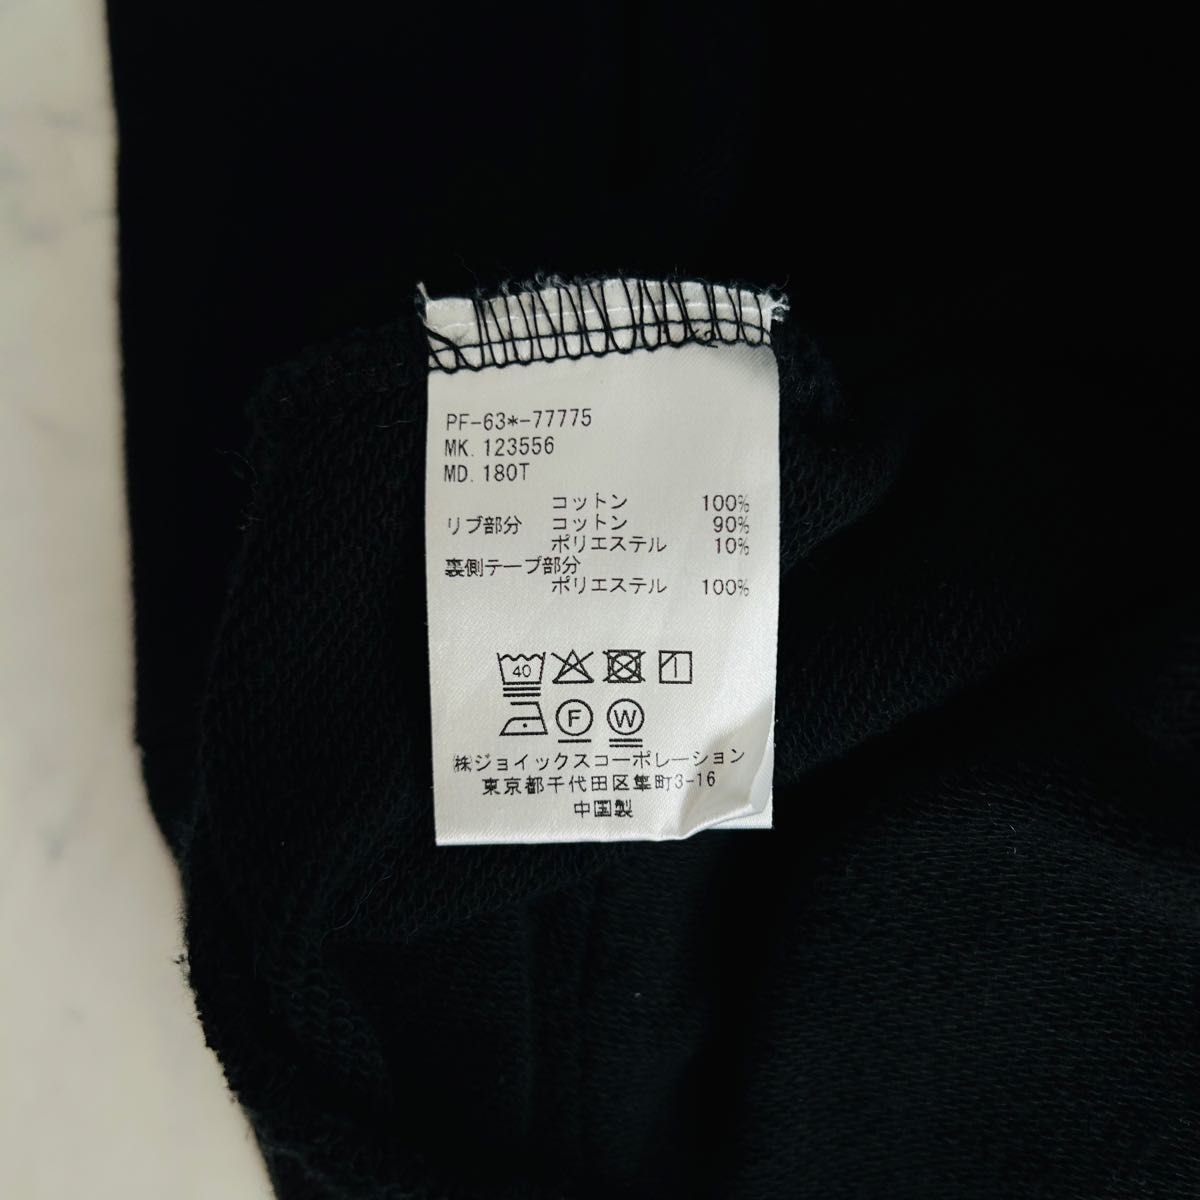 PF-63*-77775
MK. 123556
MD. 180T
コットン 100%
リブ部分 コットン 90%
ポリエステル 10%
裏側テープ部分
ポリエステル 100%
40
F W
㈱ジョイックスコーポレーション
東京都千代田区隼町3-16
中国製